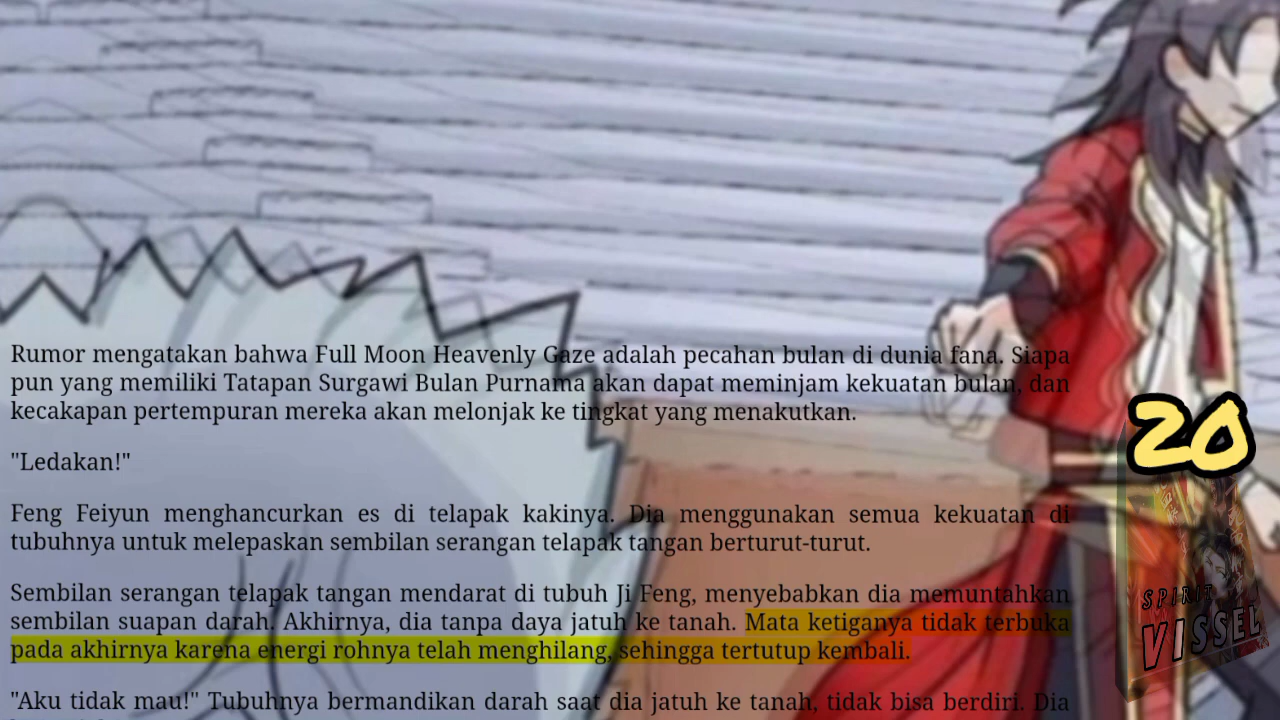 Rumor mengatakan bahwa Full Moon Heavenly Gaze adalah pecahan bulan di dunia fana. Siapa
pun yang memiliki Tatapan Surgawi Bulan Purnama akan dapat meminjam kekuatan bulan, dan
kecakapan pertempuran mereka akan melonjak ke tingkat yang menakutkan.
"Ledakan!"
Feng Feiyun menghancurkan es di telapak kakinya. Dia menggunakan semua kekuatan di
tubuhnya untuk melepaskan sembilan serangan telapak tangan berturut-turut.
Sembilan serangan telapak tangan mendarat di tubuh Ji Feng, menyebabkan dia memuntahkan
sembilan suapan darah. Akhirnya, dia tanpa daya jatuh ke tanah. Mata ketiganya tidak terbuka
pada akhirnya karena energi rohnya telah menghilang, sehingga tertutup kembali.
"Aku tidak mau!" Tubuhnya bermandikan darah saat dia jatuh ke tanah, tidak bisa berdiri. Dia
20
SPIRIT
VISSEL